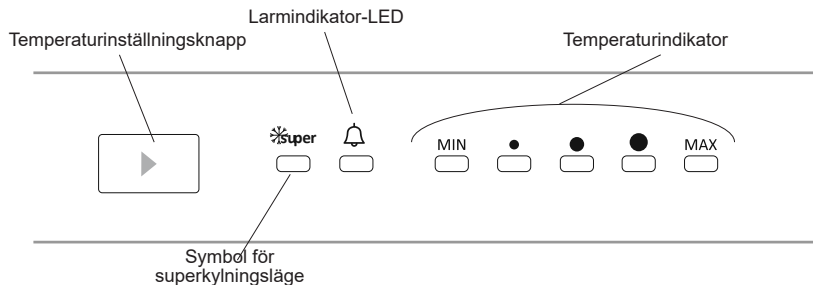 Larmindikator-LED
Temperaturinställningsknapp
Temperaturindikator
super
MIN
MAX
Symbol för
superkylningsläge